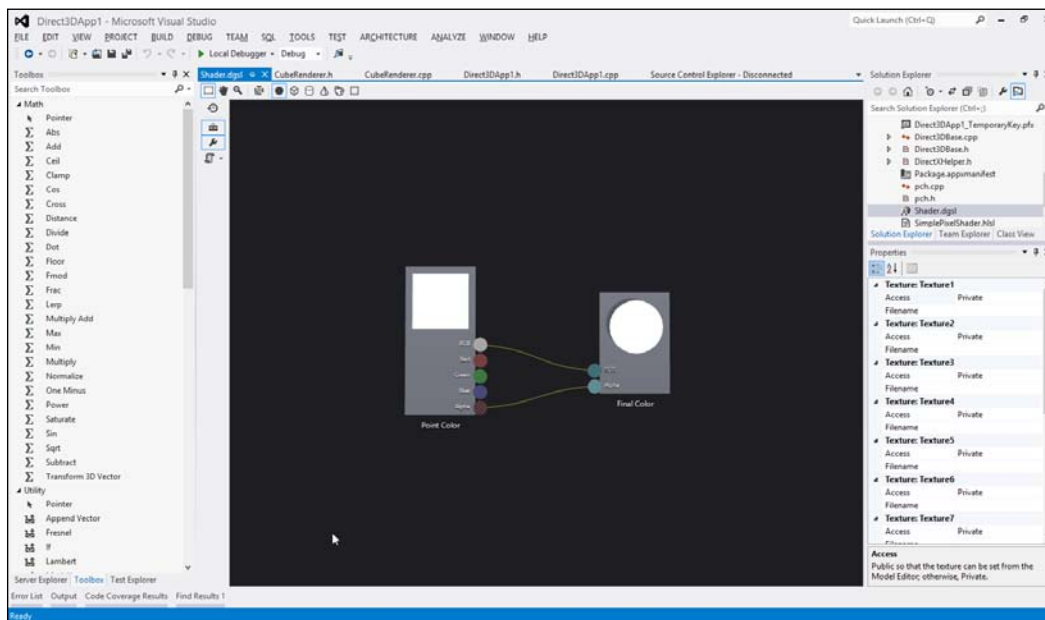 Direct3DApp1 - Microsoft Visual Studio
Quick Launch (Ctrl+Q)
FILE EDIT VIEW PROJECT BUILD DEBUG TEAM SQL TOOLS TEST ARCHITECTURE ANALYZE WINDOW HELP
Local Debugger Debug
Toolbox
Search Toolbox
Math
Pointer
Abs
Add
Ceil
Clamp
Cos
Cross
Distance
Divide
Dot
Floor
Fmod
Frac
Lerp
Multiply Add
Max
Min
Multiply
Normalize
One Minus
Power
Saturate
Sin
Sqrt
Subtract
Transform 3D Vector
Utility
Pointer
Append Vector
Fresnel
If
Lambert
Server Explorer Toolbox Test Explorer
Shader.dgsl CubeRenderer.h CubeRenderer.cpp Direct3DApp1.h Direct3DApp1.cpp Source Control Explorer - Disconnected
RGB
Red
Green
Blue
Alpha
Point Color
RGB
Alpha
Final Color
Solution Explorer
Search Solution Explorer (Ctrl+;)
Direct3DApp1_TemporaryKey.pfx
Direct3DBase.cpp
Direct3DBase.h
DirectXHelper.h
Package.appxmanifest
pch.cpp
pch.h
Shader.dgsl
SimplePixelShader.hlsl
Solution Explorer Team Explorer Class View
Properties
Texture: Texture1
Access Private
Filename
Texture: Texture2
Access Private
Filename
Texture: Texture3
Access Private
Filename
Texture: Texture4
Access Private
Filename
Texture: Texture5
Access Private
Filename
Texture: Texture6
Access Private
Filename
Texture: Texture7
Access Private
Access
Public so that the texture can be set from the
Model Editor; otherwise, Private.
Error List Output Code Coverage Results Find Results 1
Ready